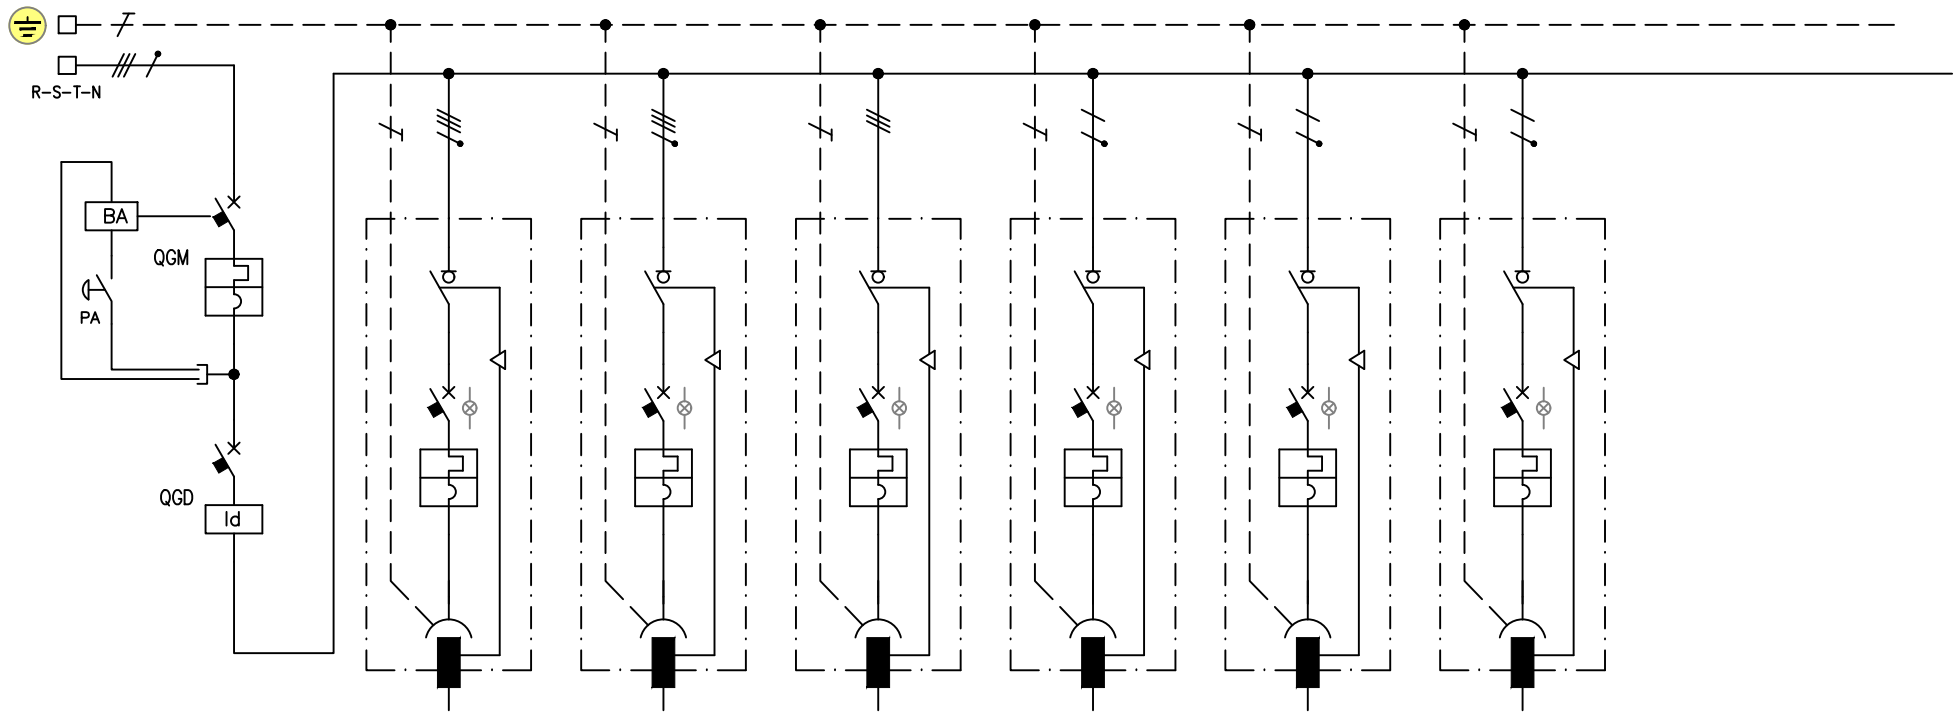 R-S-T-N
BA
QGM
PA
QGD
Id